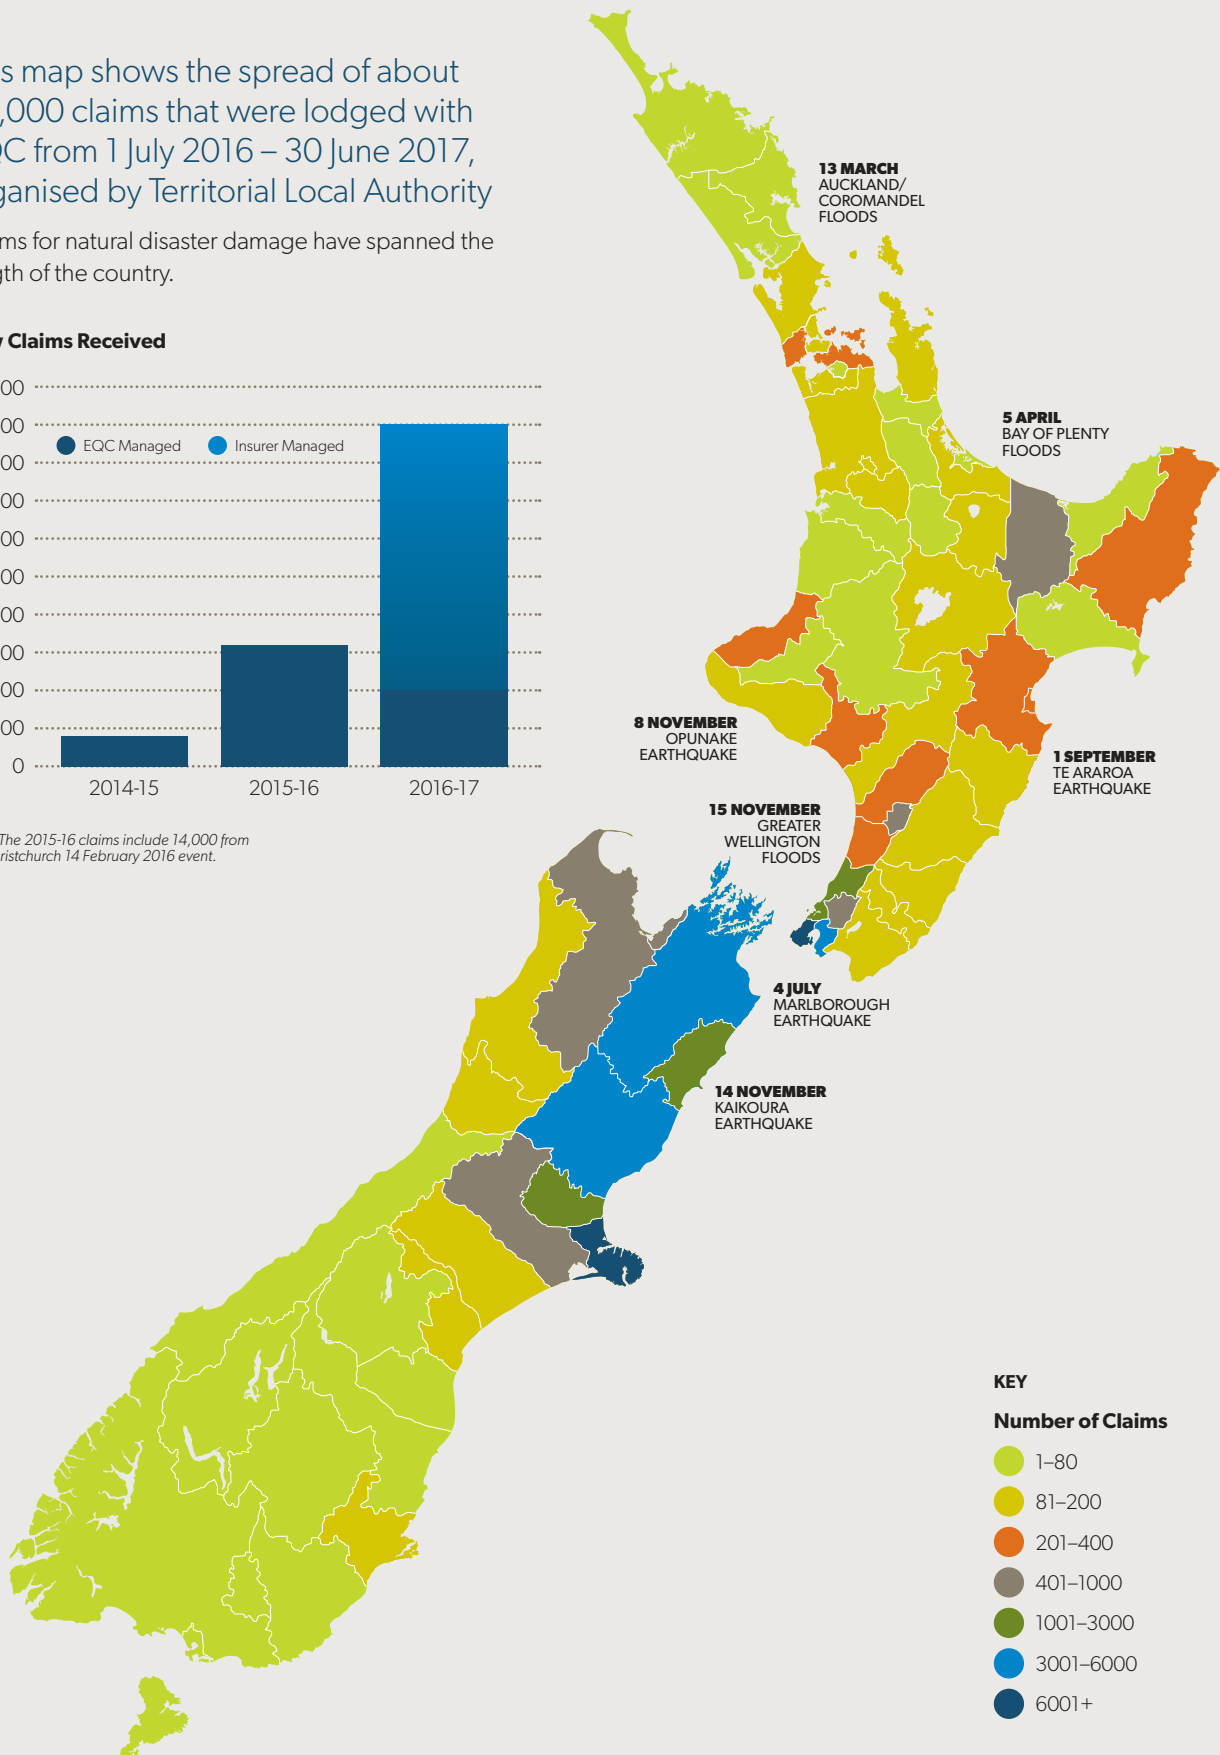 s map shows the spread of about
,000 claims that were lodged with
QC from 1 July 2016 – 30 June 2017,
ganised by Territorial Local Authority
ms for natural disaster damage have spanned the
gth of the country.
Claims Received
00
00
EQC Managed
Insurer Managed
00
00
00
00
00
00
00
00
0
2014-15
2015-16
2016-17
The 2015-16 claims include 14,000 from
ristchurch 14 February 2016 event.
13 MARCH
AUCKLAND/
COROMANDEL
FLOODS
5 APRIL
BAY OF PLENTY
FLOODS
8 NOVEMBER
OPUNAKE
EARTHQUAKE
1 SEPTEMBER
TE ARAROA
EARTHQUAKE
15 NOVEMBER
GREATER
WELLINGTON
FLOODS
4 JULY
MARLBOROUGH
EARTHQUAKE
14 NOVEMBER
KAIKOURA
EARTHQUAKE
KEY
Number of Claims
1–80
81–200
201–400
401–1000
1001–3000
3001–6000
6001+